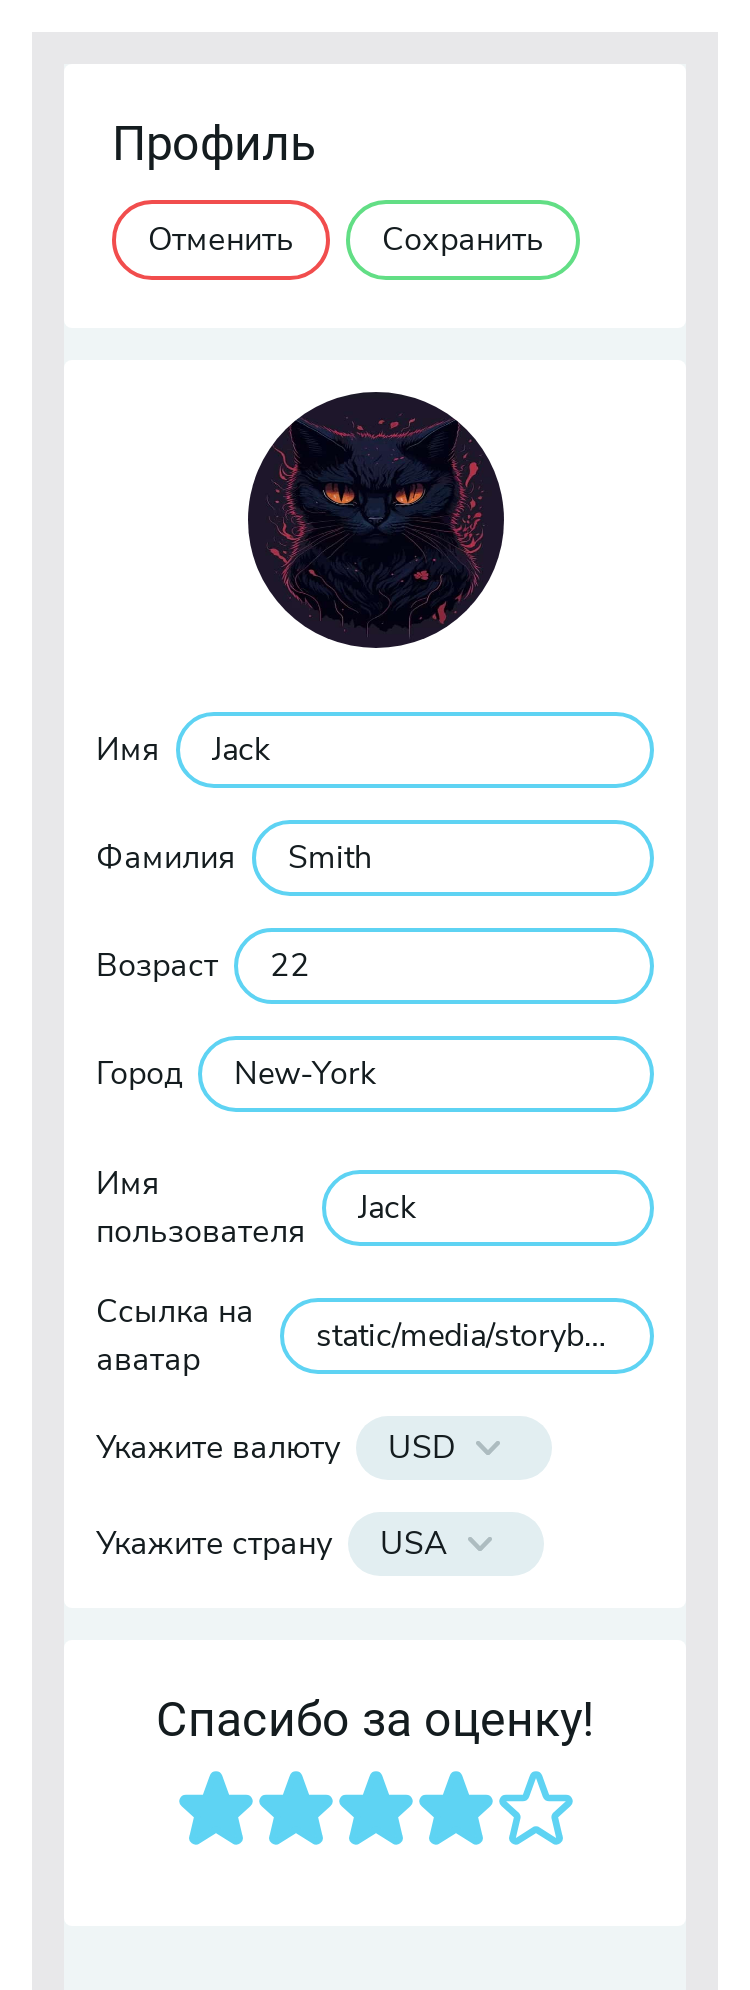 Профиль
Отменить Сохранить
Имя Jack
Фамилия Smith
Возраст 22
Город New-York
Имя
пользователя
Jack
Ссылка на
аватар
static/media/storyb...
Укажите валюту USD
Укажите страну USA
Спасибо за оценку!